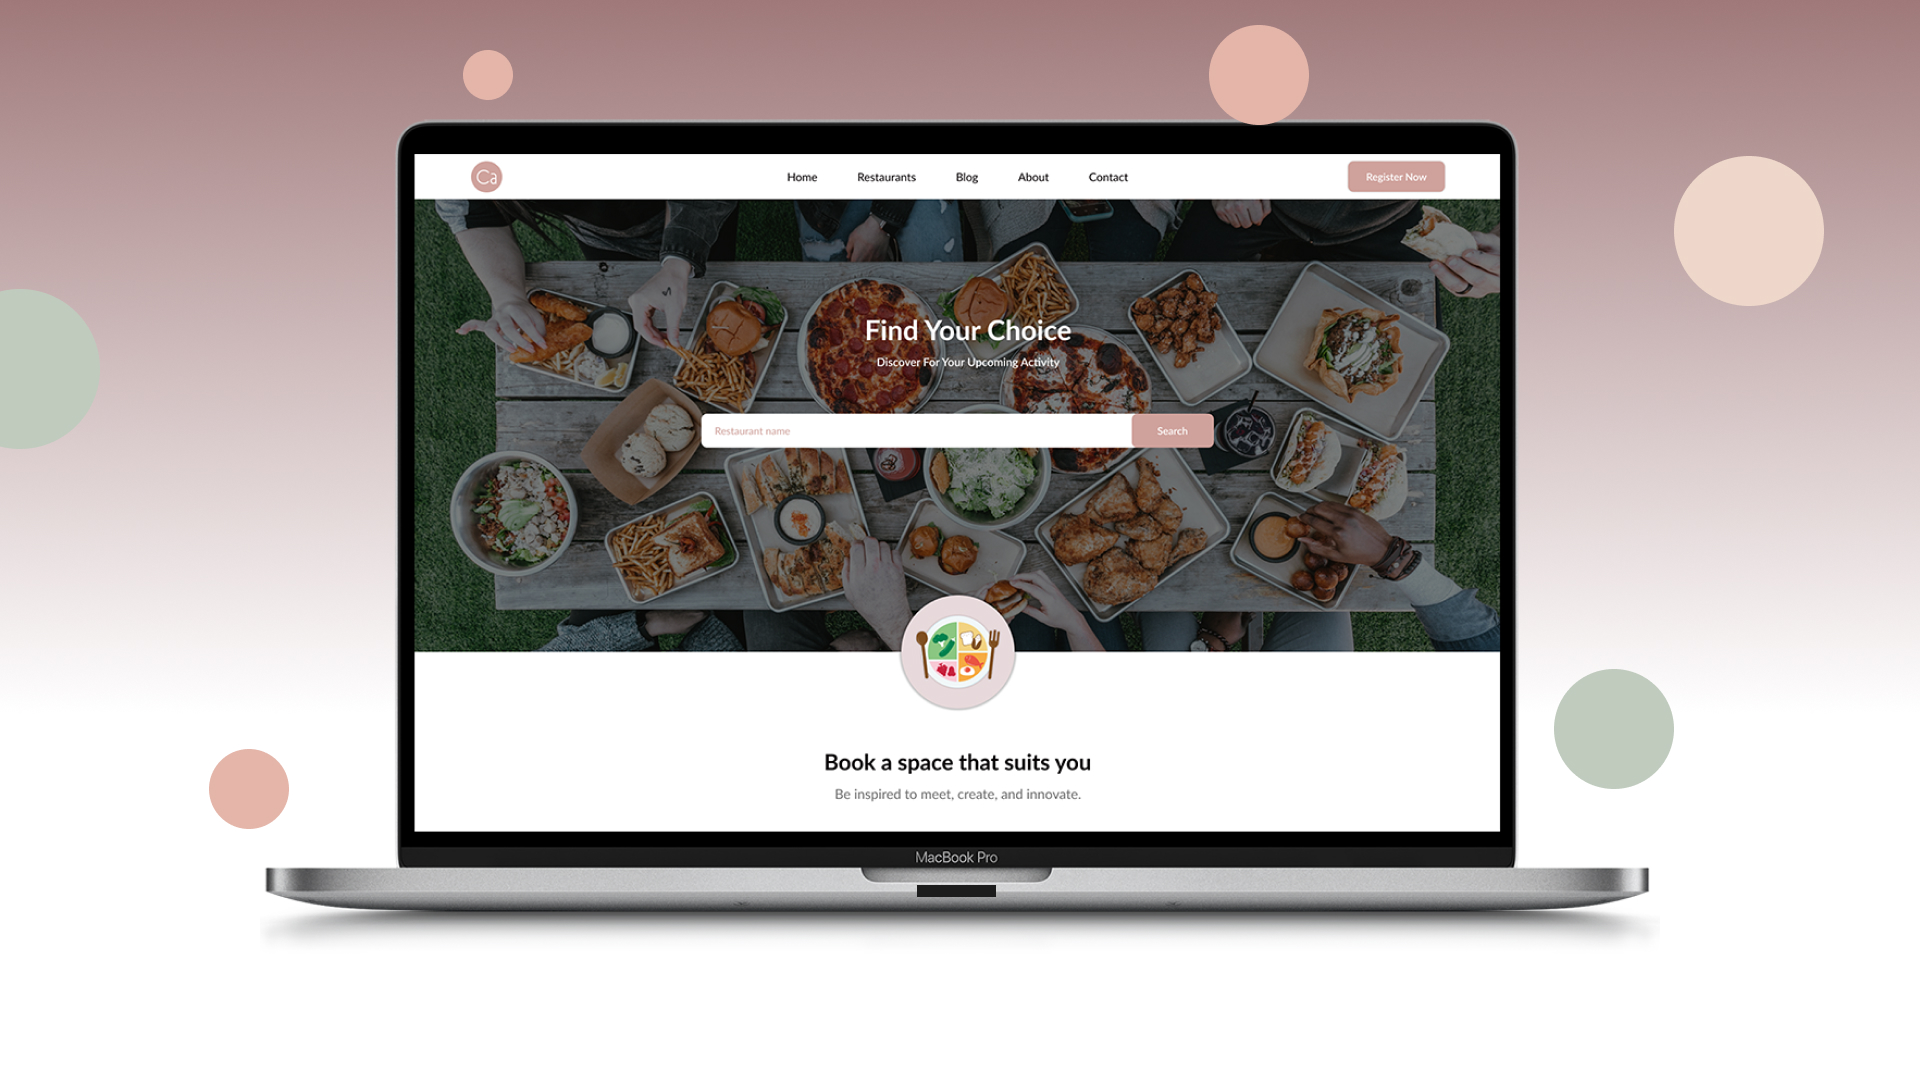 Ca
Home
Restaurants
Blog
About
Contact
Register Now
Find Your Choice
Discover For Your Upcoming Activity
Restaurant name
Search
Book a space that suits you
Be inspired to meet, create, and innovate.
MacBook Pro